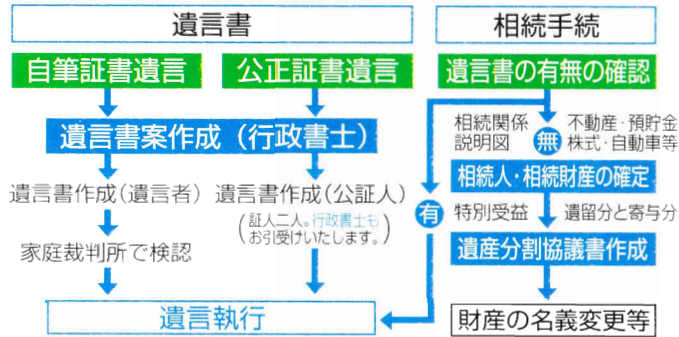 遺言書
自筆証書遺言
公正証書遺言
遺言書案作成（行政書士）
遺言書作成（遺言者）
遺言書作成（公証人）
（証人二人。行政書士も
お引受けいたします。）
家庭裁判所で検認
遺言執行
相続手続
遺言書の有無の確認
相続関係
説明図
無
不動産・預貯金
株式・自動車等
相続人・相続財産の確定
有
特別受益
遺留分と寄与分
遺産分割協議書作成
財産の名義変更等